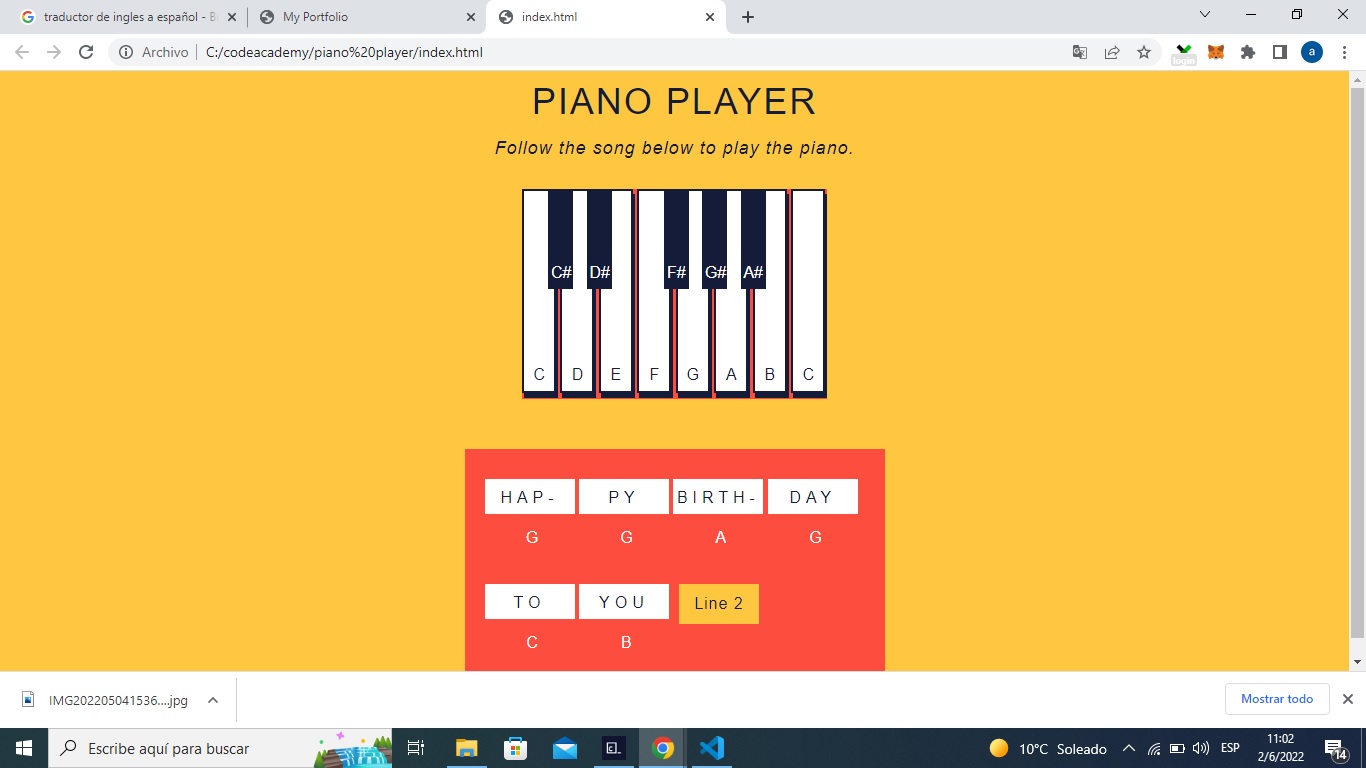 traductor de ingles a español - B
My Portfolio
index.html
Archivo
C:/codeacademy/piano%20player/index.html
login
a
PIANO PLAYER
Follow the song below to play the piano.
C# D# F# G# A#
C D E F G A B C
HAP- PY BIRTH- DAY
G G A G
TO YOU Line 2
C B
IMG202205041536....jpg
Mostrar todo
Escribe aquí para buscar
10°C Soleado
ESP
11:02
2/6/2022
14